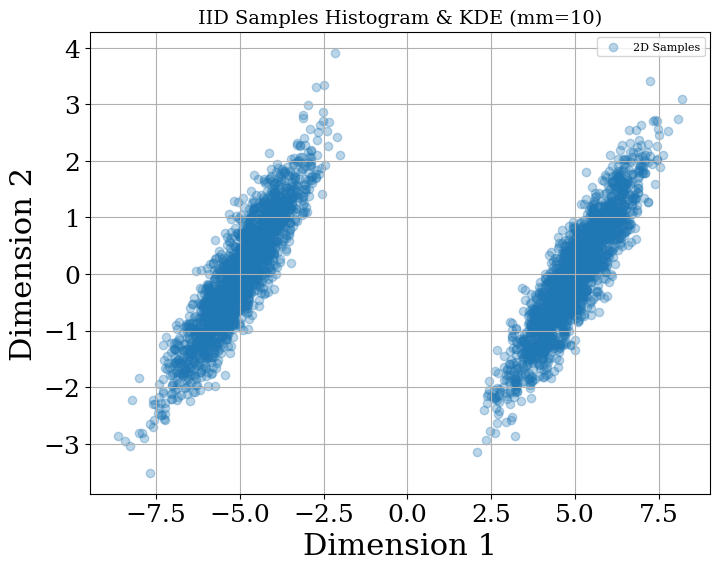 IID Samples Histogram & KDE (mm=10)
2D Samples
4
3
2
1
0
−1
−2
−3
Dimension 2
−7.5 −5.0 −2.5 0.0 2.5 5.0 7.5
Dimension 1